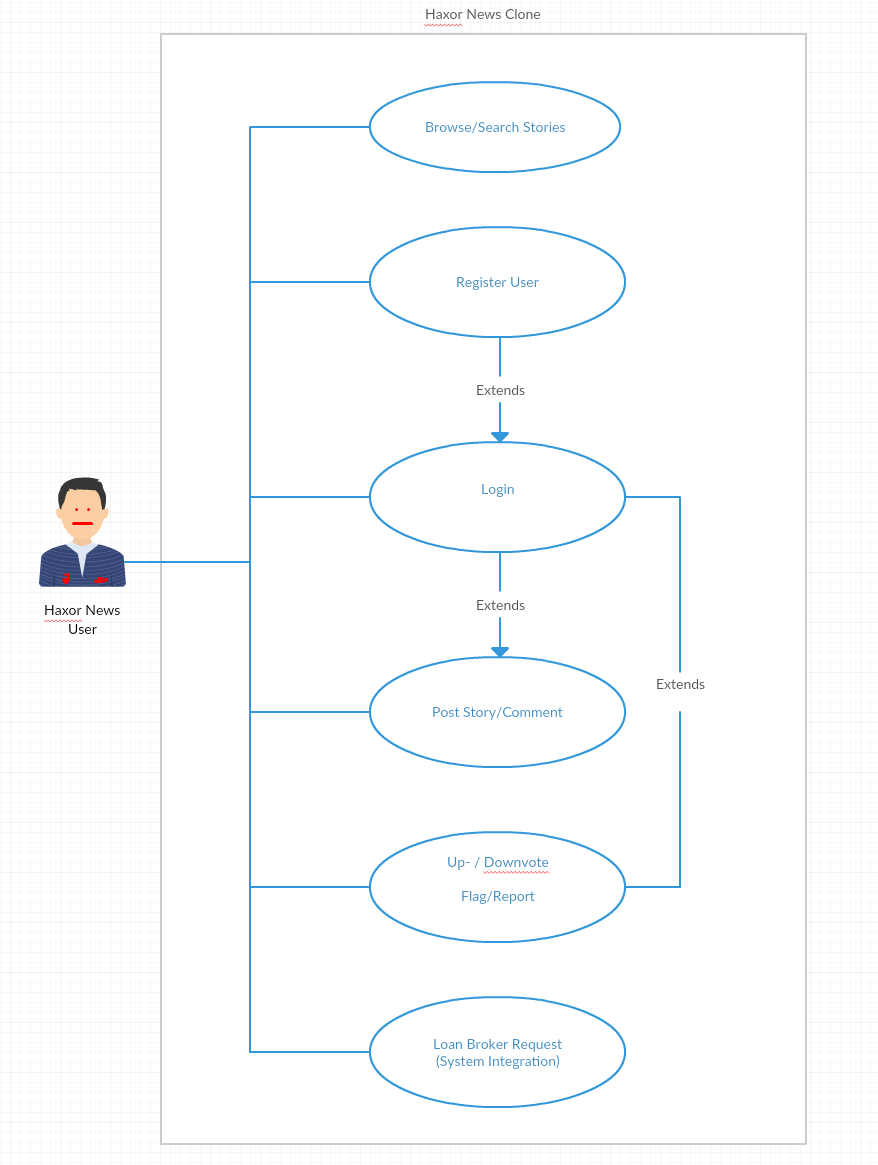 Haxor News Clone
Browse/Search Stories
Register User
Extends
Login
Haxor News
User
Extends
Extends
Post Story/Comment
Up- / Downvote
Flag/Report
Loan Broker Request
(System Integration)